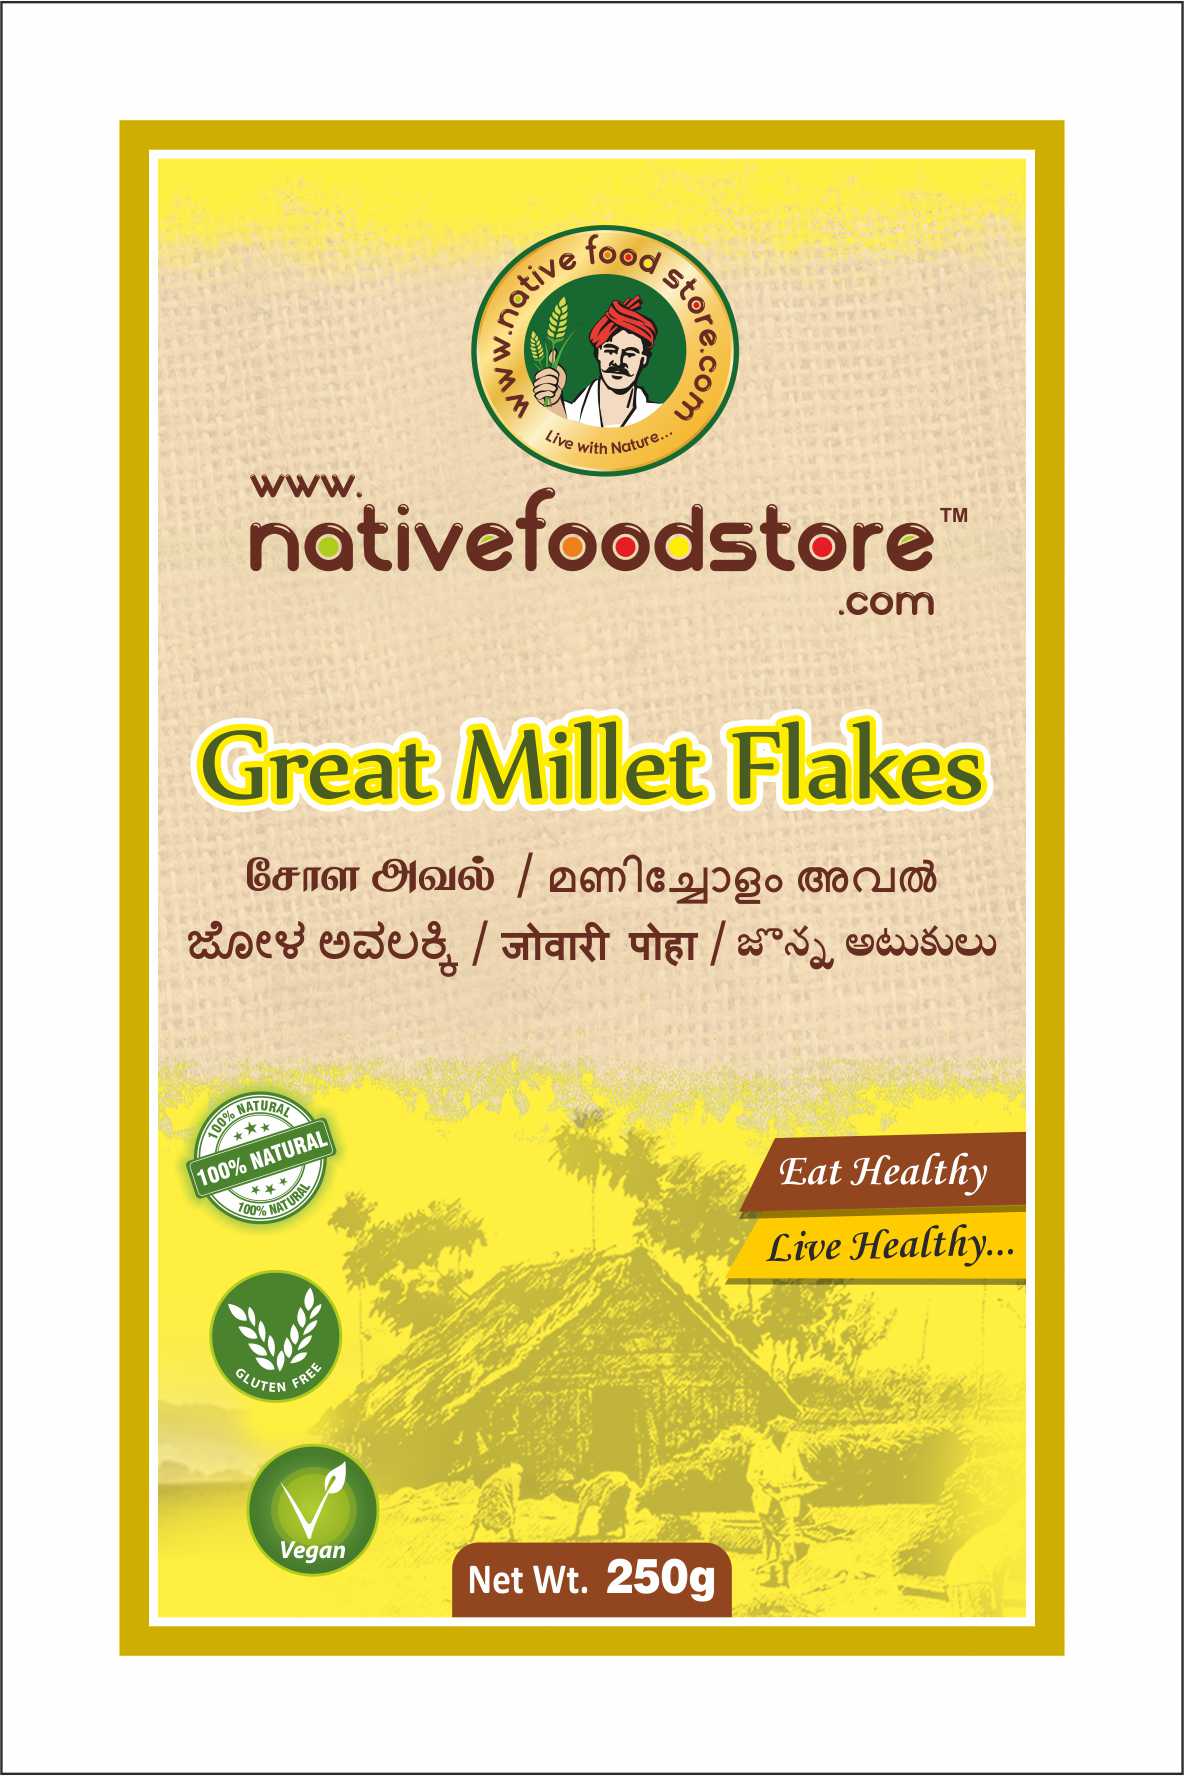 www.native food store.com
Live with Nature...
www.
nativefoodstore™
.com
Great Millet Flakes
சோள அவல் / മണിച്ചോളം അവൽ
ಜೋಳ ಅವಲಕ್ಕಿ / जोवारी पोहा / జొన్న అటుకులు
100% NATURAL
100% NATURAL
100% NATURAL
Eat Healthy
Live Healthy...
GLUTEN FREE
Vegan
Net Wt. 250g